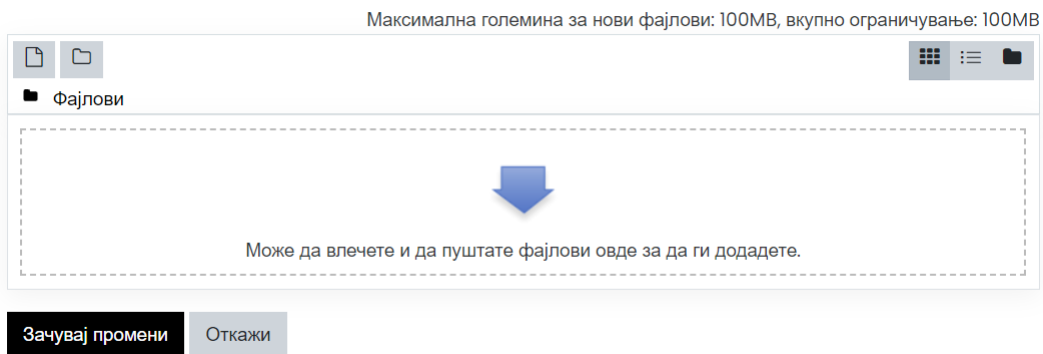 Максимална големина за нови фајлови: 100MB, вкупно ограничување: 100MB
Фајлови
Може да влечете и да пуштате фајлови овде за да ги додадете.
Зачувај промени Откажи